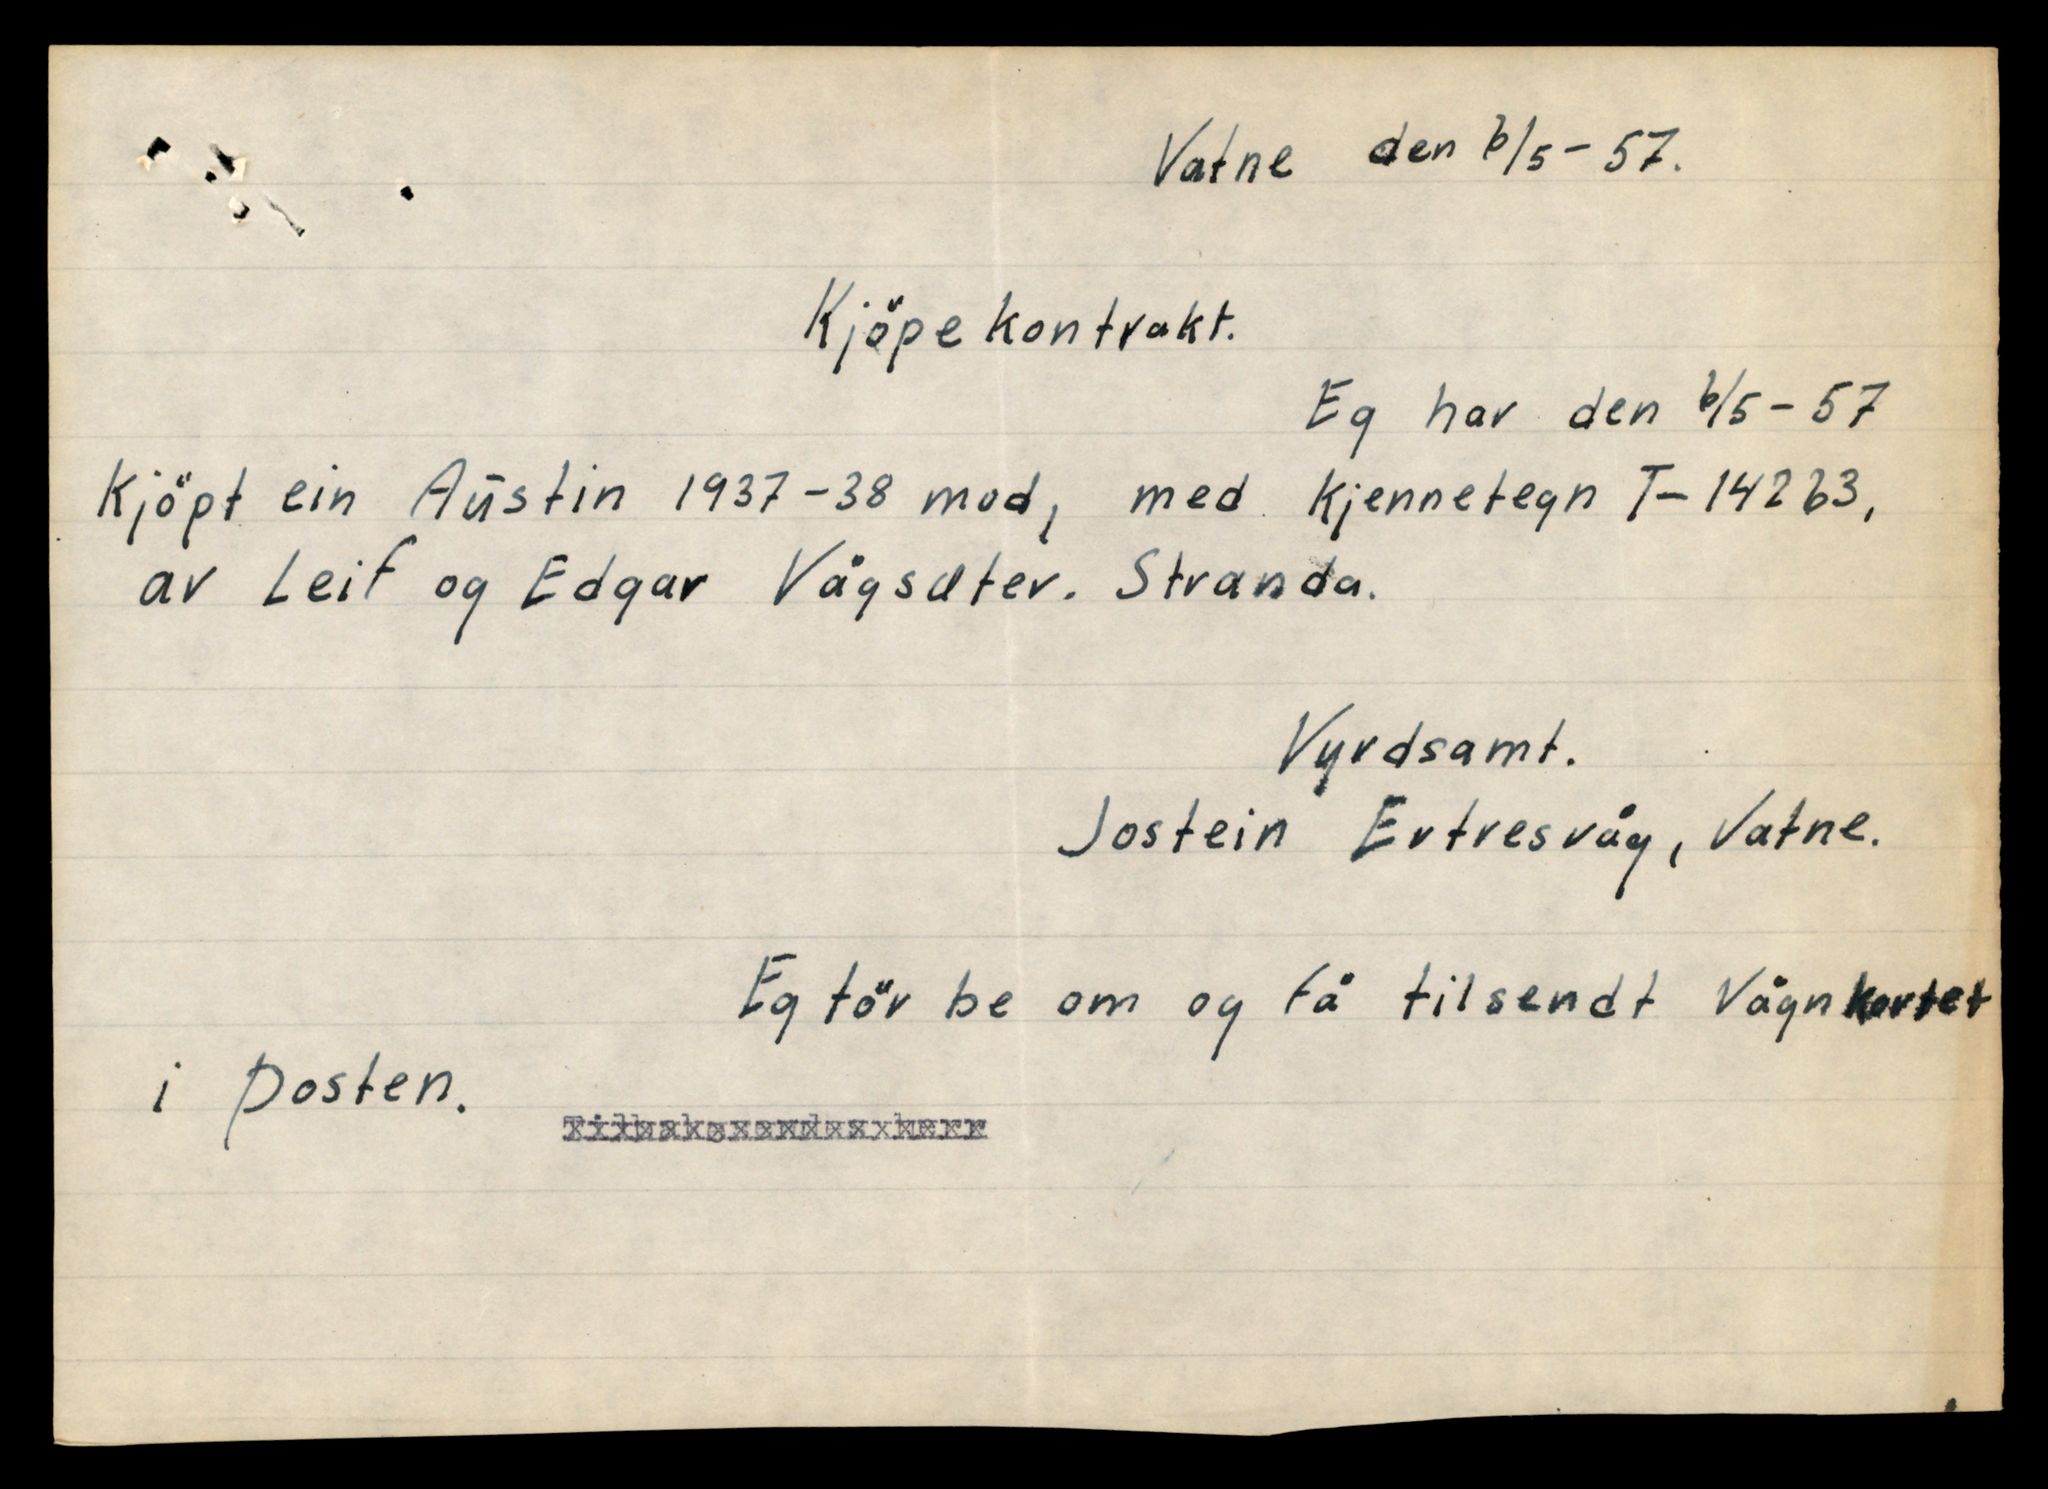 Vatne den 6/5-57.
Kjöpekontrakt.
Eg har den 6/5-57
kjöpt ein Aūstin 1937-38 mod, med kjennetegn T-14263,
av Leif og Edgar Vågsæter. Stranda.
Vyrdsamt.
Jostein Ertresvåg, Vatne.
Eg tör be om og få tilsendt Vågnkortet
i posten.